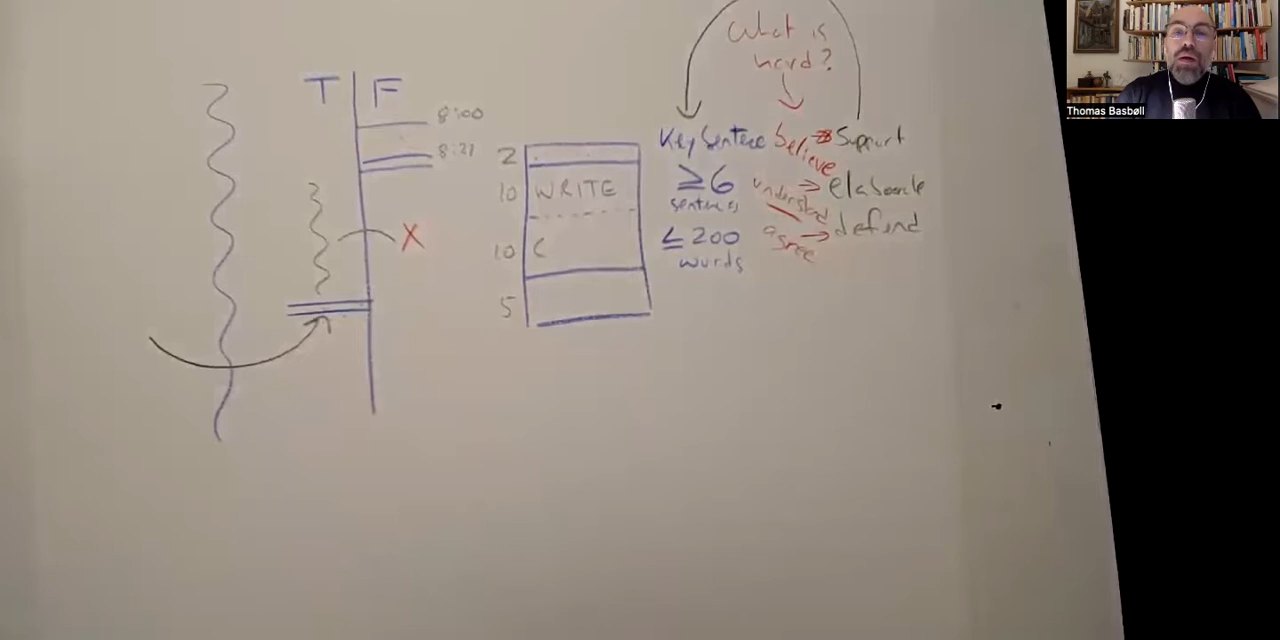 What is
hard?
T F
8:00
8:27
2
10 WRITE
10 C
5
Key Sentence believe → Support
≥6 understand → elaborate
sentences
≤ 200 agree → defend
words
X
Thomas Basbøll